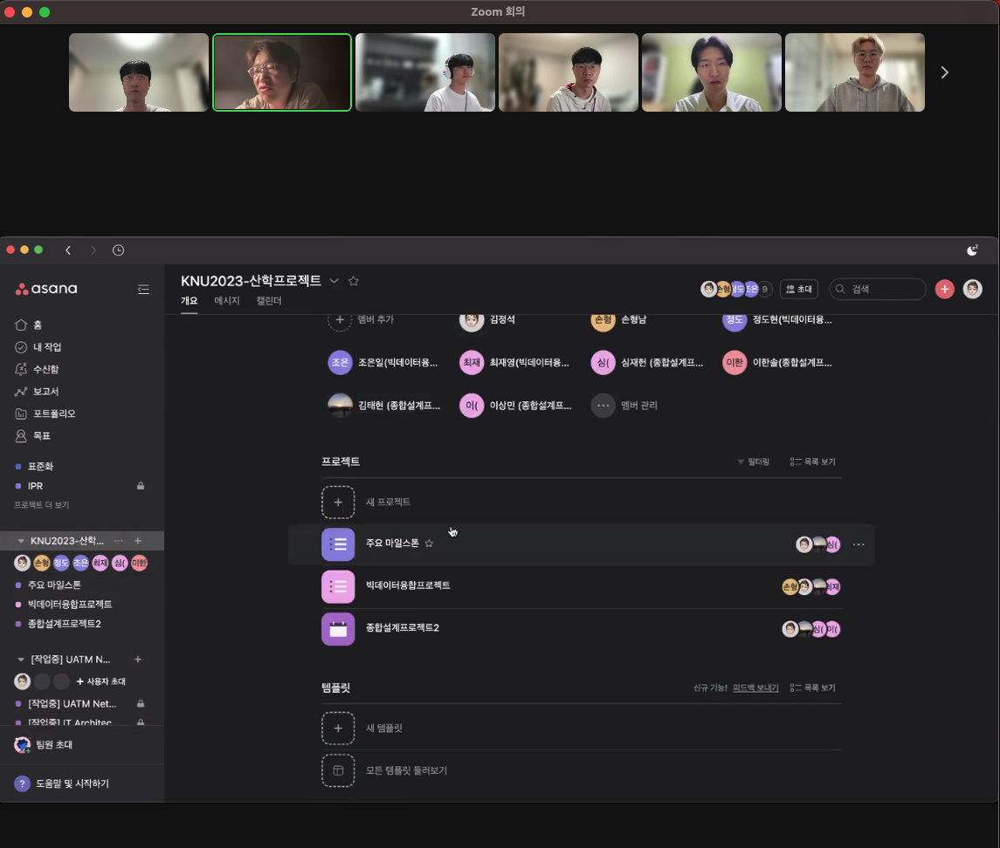 Zoom 회의
asana
홈
내 작업
수신함
보고서
포트폴리오
목표
표준화
IPR
프로젝트 더 보기
KNU2023-산학...
손형 정도 조은 최재 심( 이한
주요 마일스톤
빅데이터융합프로젝트
종합설계프로젝트2
[작업중] UATM N...
사용자 초대
[작업중] UATM Net...
[작업중] IT Architec
팀원 초대
? 도움말 및 시작하기
KNU2023-산학프로젝트
손형 정도 조은 9 초대 검색
개요 메시지 캘린더
멤버 추가 김정석 손형 손형남 정도 정도현(빅데이터융...
조은 조은일(빅데이터융... 최재 최재영(빅데이터융... 심( 심재헌 (종합설계프... 이한 이한솔(종합설계프...
김태현 (종합설계프... 이( 이상민 (종합설계프... 멤버 관리
프로젝트 필터링 목록 보기
새 프로젝트
주요 마일스톤 심(
빅데이터융합프로젝트 손형 최재
종합설계프로젝트2 심( 이(
템플릿 신규 기능! 피드백 보내기 목록 보기
새 템플릿
모든 템플릿 둘러보기